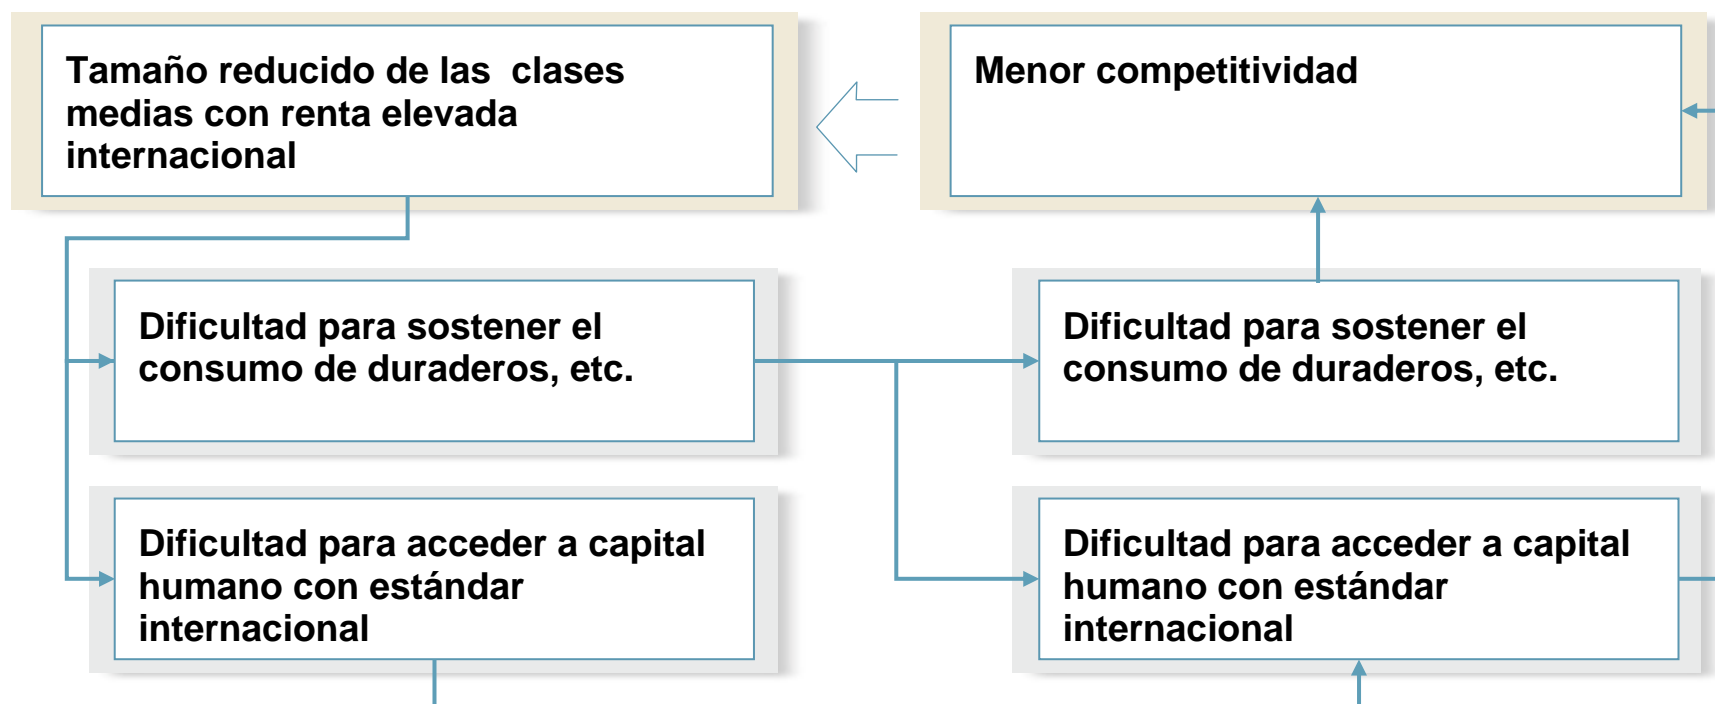 Tamaño reducido de las  clases
medias con renta elevada
internacional
Menor competitividad
Dificultad para sostener el
consumo de duraderos, etc.
Dificultad para sostener el
consumo de duraderos, etc.
Dificultad para acceder a capital
humano con estándar
internacional
Dificultad para acceder a capital
humano con estándar
internacional